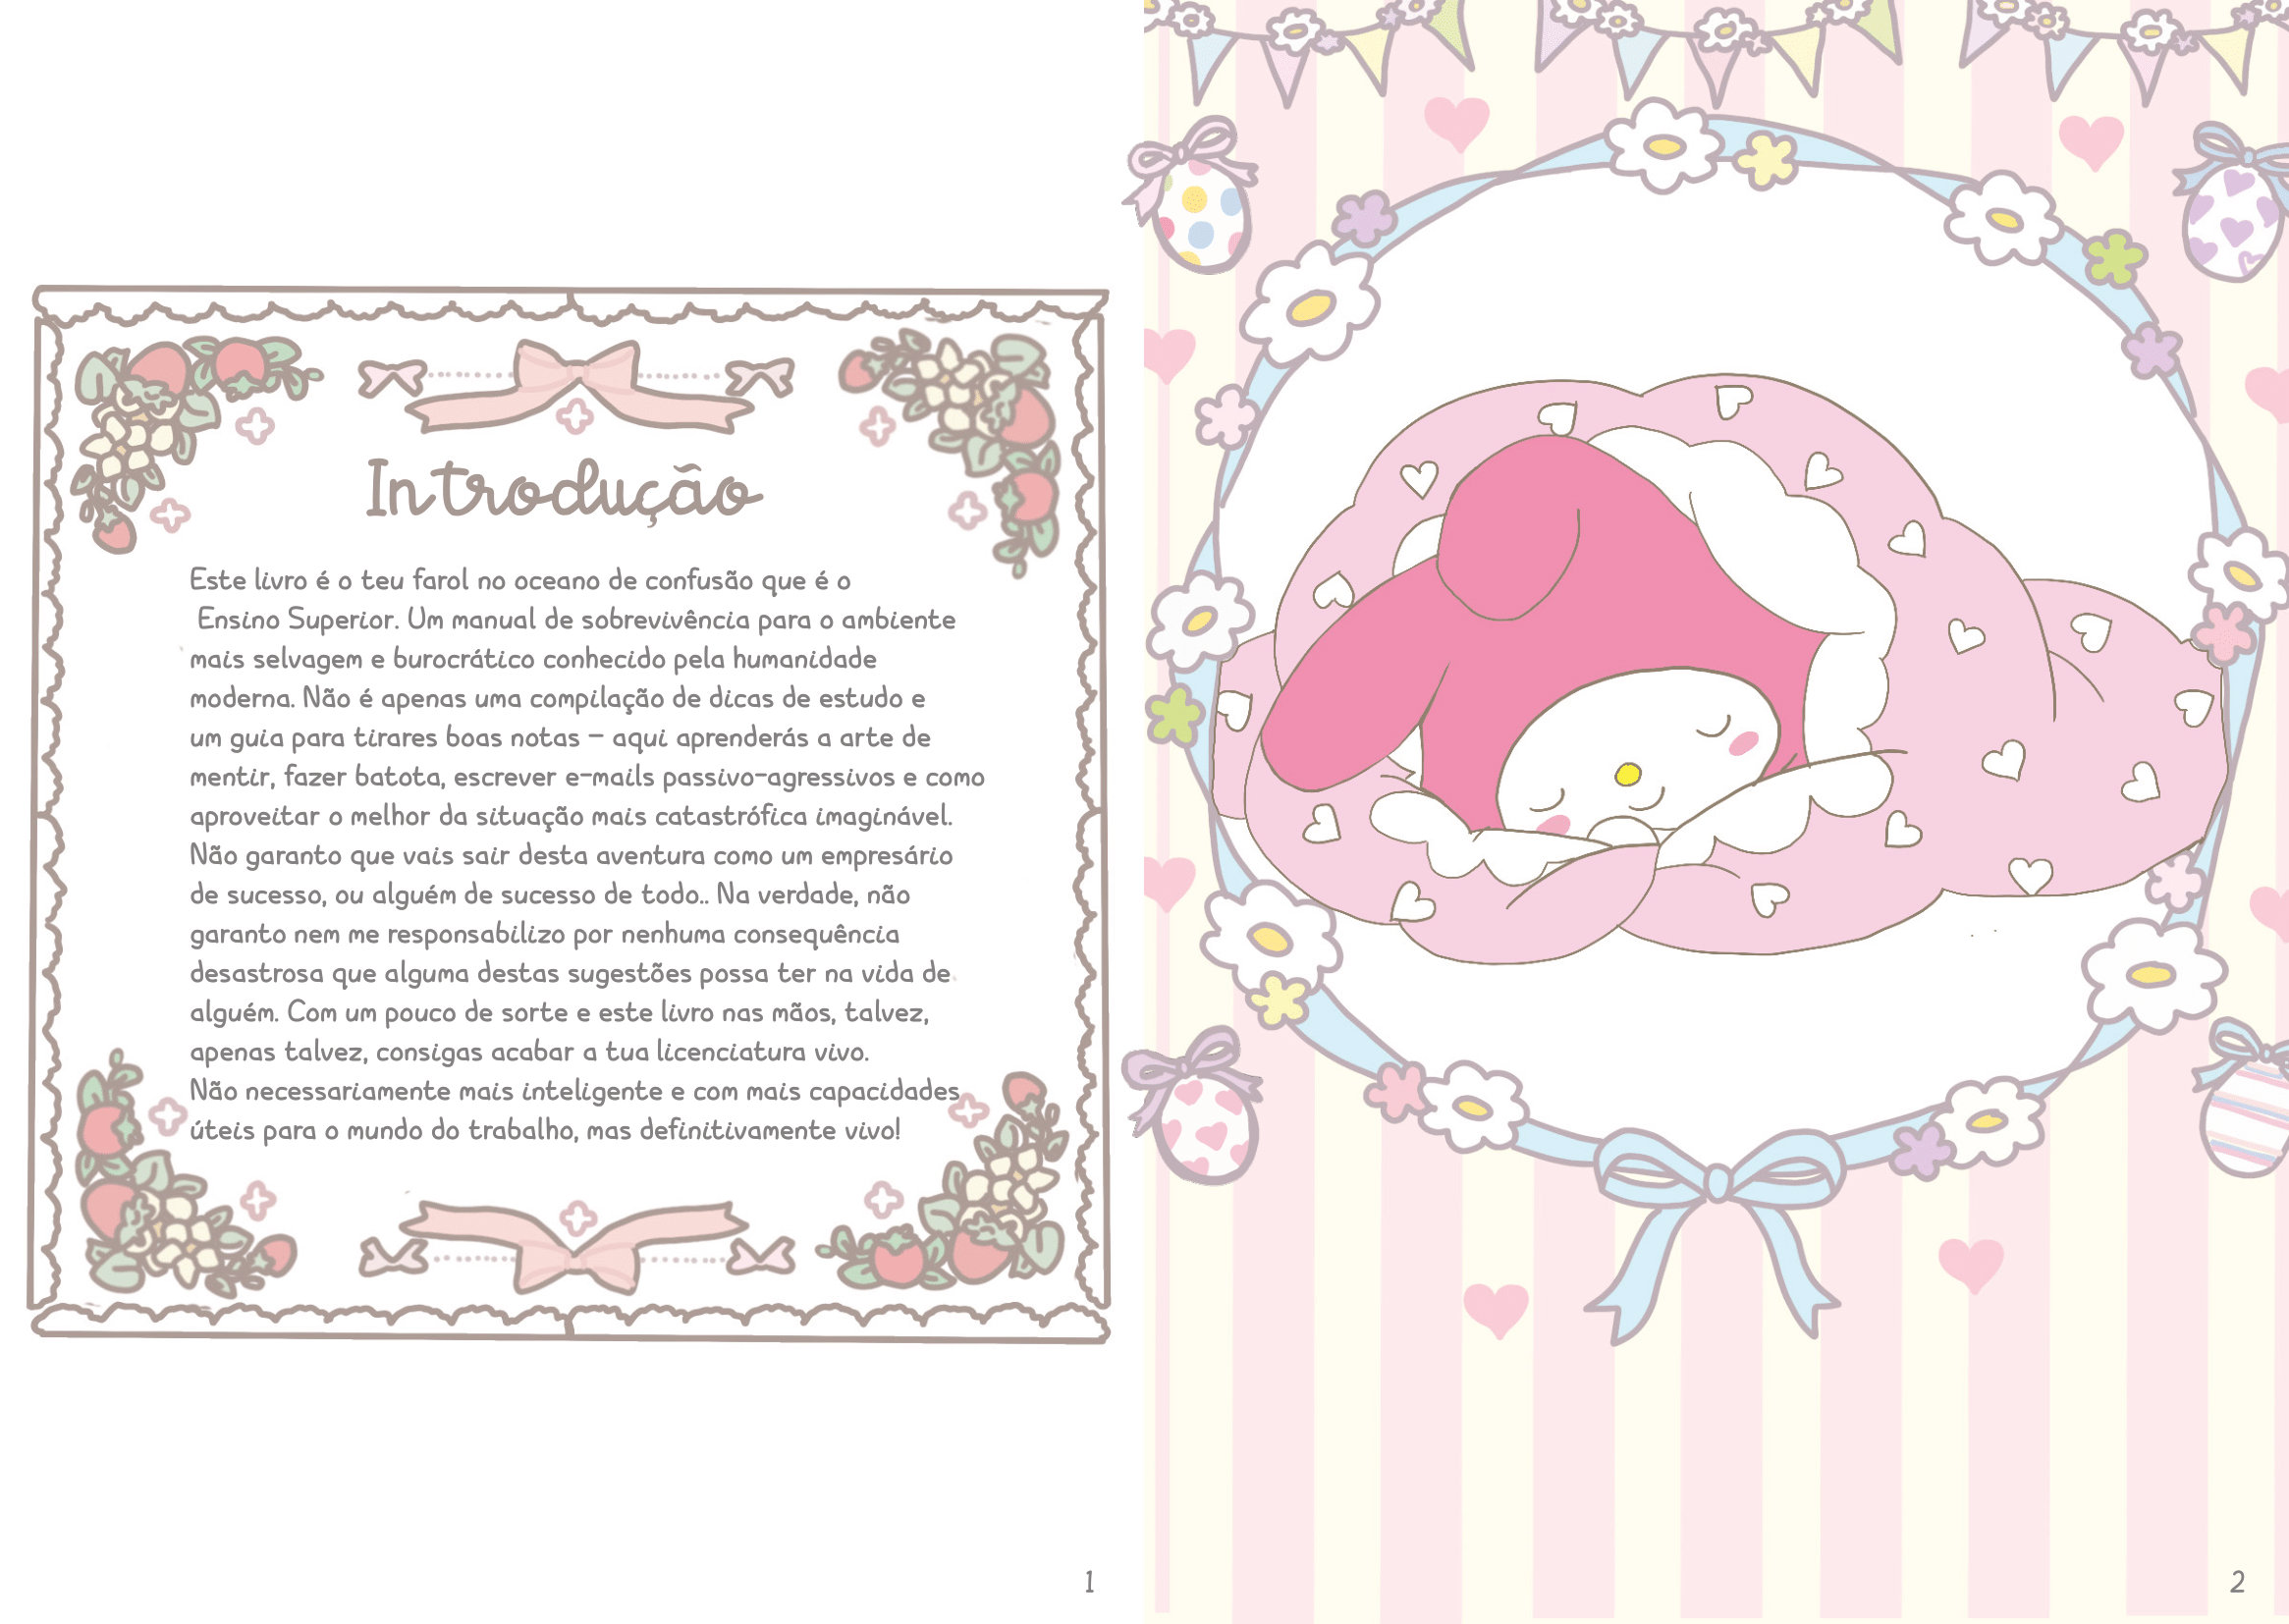 Introdução
Este livro é o teu farol no oceano de confusão que é o
Ensino Superior. Um manual de sobrevivência para o ambiente
mais selvagem e burocrático conhecido pela humanidade
moderna. Não é apenas uma compilação de dicas de estudo e
um guia para tirares boas notas – aqui aprenderás a arte de
mentir, fazer batota, escrever e-mails passivo-agressivos e como
aproveitar o melhor da situação mais catastrófica imaginável.
Não garanto que vais sair desta aventura como um empresário
de sucesso, ou alguém de sucesso de todo.. Na verdade, não
garanto nem me responsabilizo por nenhuma consequência
desastrosa que alguma destas sugestões possa ter na vida de
alguém. Com um pouco de sorte e este livro nas mãos, talvez,
apenas talvez, consigas acabar a tua licenciatura vivo.
Não necessariamente mais inteligente e com mais capacidades
úteis para o mundo do trabalho, mas definitivamente vivo!
1
2